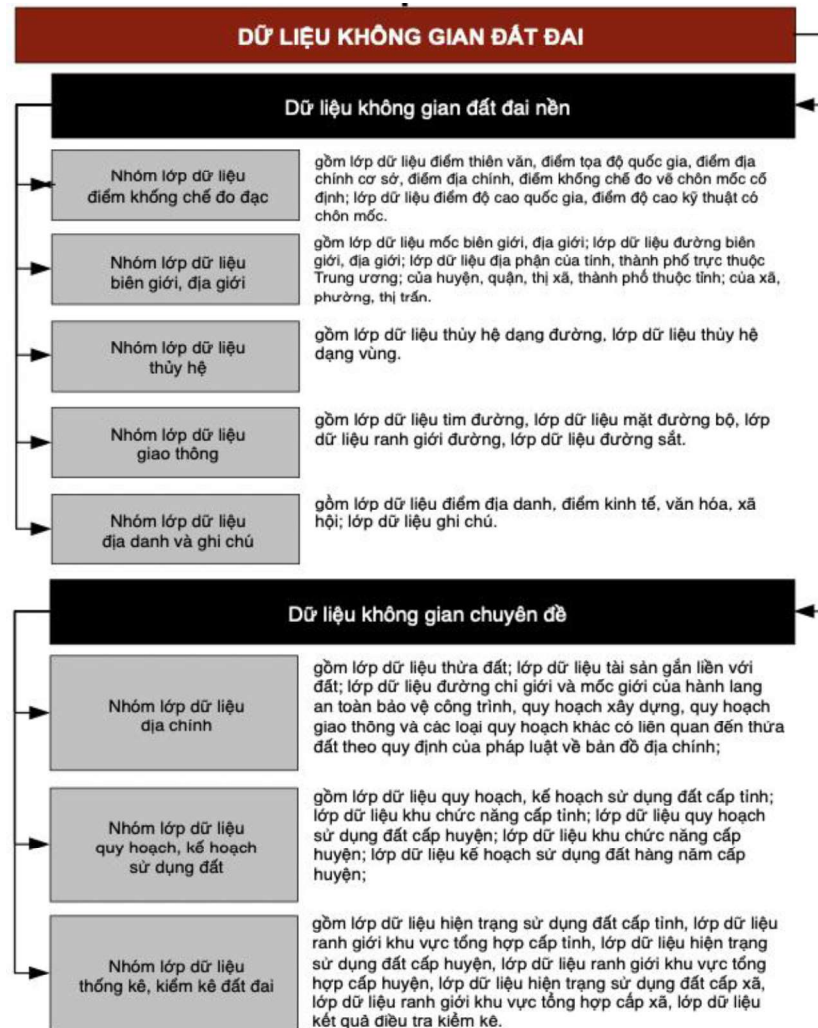 DỮ LIỆU KHÔNG GIAN ĐẤT ĐAI
Dữ liệu không gian đất đai nền
Nhóm lớp dữ liệu
điểm khống chế đo đạc
gồm lớp dữ liệu điểm thiên văn, điểm tọa độ quốc gia, điểm địa
chính cơ sở, điểm địa chính, điểm khống chế đo vẽ chôn mốc cố
định; lớp dữ liệu điểm độ cao quốc gia, điểm độ cao kỹ thuật có
chôn mốc.
Nhóm lớp dữ liệu
biên giới, địa giới
gồm lớp dữ liệu mốc biên giới, địa giới; lớp dữ liệu đường biên
giới, địa giới; lớp dữ liệu địa phận của tỉnh, thành phố trực thuộc
Trung ương; của huyện, quận, thị xã, thành phố thuộc tỉnh; của xã,
phường, thị trấn.
Nhóm lớp dữ liệu
thủy hệ
gồm lớp dữ liệu thủy hệ dạng đường, lớp dữ liệu thủy hệ
dạng vùng.
Nhóm lớp dữ liệu
giao thông
gồm lớp dữ liệu tim đường, lớp dữ liệu mặt đường bộ, lớp
dữ liệu ranh giới đường, lớp dữ liệu đường sắt.
Nhóm lớp dữ liệu
địa danh và ghi chú
gồm lớp dữ liệu điểm địa danh, điểm kinh tế, văn hóa, xã
hội; lớp dữ liệu ghi chú.
Dữ liệu không gian chuyên đề
Nhóm lớp dữ liệu
địa chính
gồm lớp dữ liệu thửa đất; lớp dữ liệu tài sản gắn liền với
đất; lớp dữ liệu đường chỉ giới và mốc giới của hành lang
an toàn bảo vệ công trình, quy hoạch xây dựng, quy hoạch
giao thông và các loại quy hoạch khác có liên quan đến thửa
đất theo quy định của pháp luật về bản đồ địa chính;
Nhóm lớp dữ liệu
quy hoạch, kế hoạch
sử dụng đất
gồm lớp dữ liệu quy hoạch, kế hoạch sử dụng đất cấp tỉnh;
lớp dữ liệu khu chức năng cấp tỉnh; lớp dữ liệu quy hoạch
sử dụng đất cấp huyện; lớp dữ liệu khu chức năng cấp
huyện; lớp dữ liệu kế hoạch sử dụng đất hàng năm cấp
huyện;
Nhóm lớp dữ liệu
thống kê, kiểm kê đất đai
gồm lớp dữ liệu hiện trạng sử dụng đất cấp tỉnh, lớp dữ liệu
ranh giới khu vực tổng hợp cấp tỉnh, lớp dữ liệu hiện trạng
sử dụng đất cấp huyện, lớp dữ liệu ranh giới khu vực tổng
hợp cấp huyện, lớp dữ liệu hiện trạng sử dụng đất cấp xã,
lớp dữ liệu ranh giới khu vực tổng hợp cấp xã, lớp dữ liệu
kết quả điều tra kiểm kê.